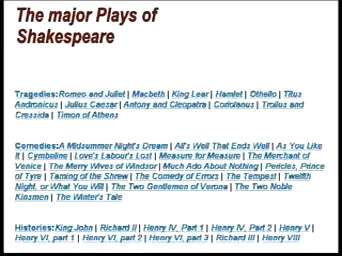 The major Plays of
Shakespeare
Tragedies:Romeo and Juliet | Macbeth | King Lear | Hamlet | Othello | Titus
Andronicus | Julius Caesar | Antony and Cleopatra | Coriolanus | Troilus and
Cressida | Timon of Athens
Comedies:A Midsummer Night's Dream | All's Well That Ends Well | As You Like
It | Cymbeline | Love's Labour's Lost | Measure for Measure | The Merchant of
Venice | The Merry Wives of Windsor | Much Ado About Nothing | Pericles, Prince
of Tyre | Taming of the Shrew | The Comedy of Errors | The Tempest | Twelfth
Night, or What You Will | The Two Gentlemen of Verona | The Two Noble
Kinsmen | The Winter's Tale
Histories:King John | Richard II | Henry IV, Part 1 | Henry IV, Part 2 | Henry V |
Henry VI, part 1 | Henry VI, part 2 | Henry VI, part 3 | Richard III | Henry VIII